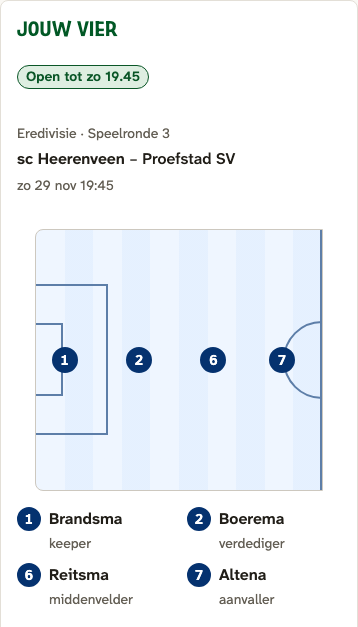 JOUW VIER
Open tot zo 19.45
Eredivisie · Speelronde 3
sc Heerenveen – Proefstad SV
zo 29 nov 19:45
1 2 6 7
1 Brandsma
keeper
2 Boerema
verdediger
6 Reitsma
middenvelder
7 Altena
aanvaller